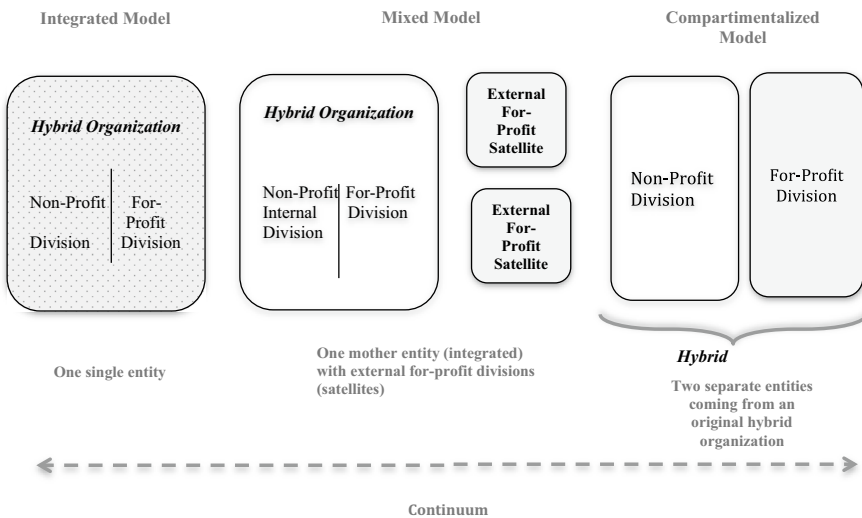 Integrated Model
Mixed Model
Compartimentalized
Model
Hybrid Organization
Non-Profit
Division
For-
Profit
Division
Hybrid Organization
Non-Profit
Internal
Division
For-Profit
Division
External
For-
Profit
Satellite
External
For-
Profit
Satellite
Non-Profit
Division
For-Profit
Division
Hybrid
One single entity
One mother entity (integrated)
with external for-profit divisions
(satellites)
Two separate entities
coming from an
original hybrid
organization
Continuum